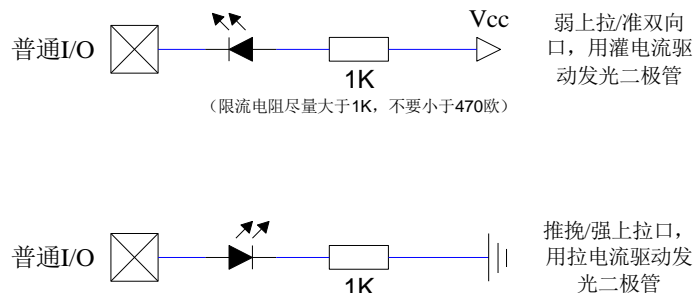 Vcc
普通I/O
1K
（限流电阻尽量大于1K，不要小于470欧）
弱上拉/准双向
口，用灌电流驱
动发光二极管
普通I/O
1K
推挽/强上拉口，
用拉电流驱动发
光二极管